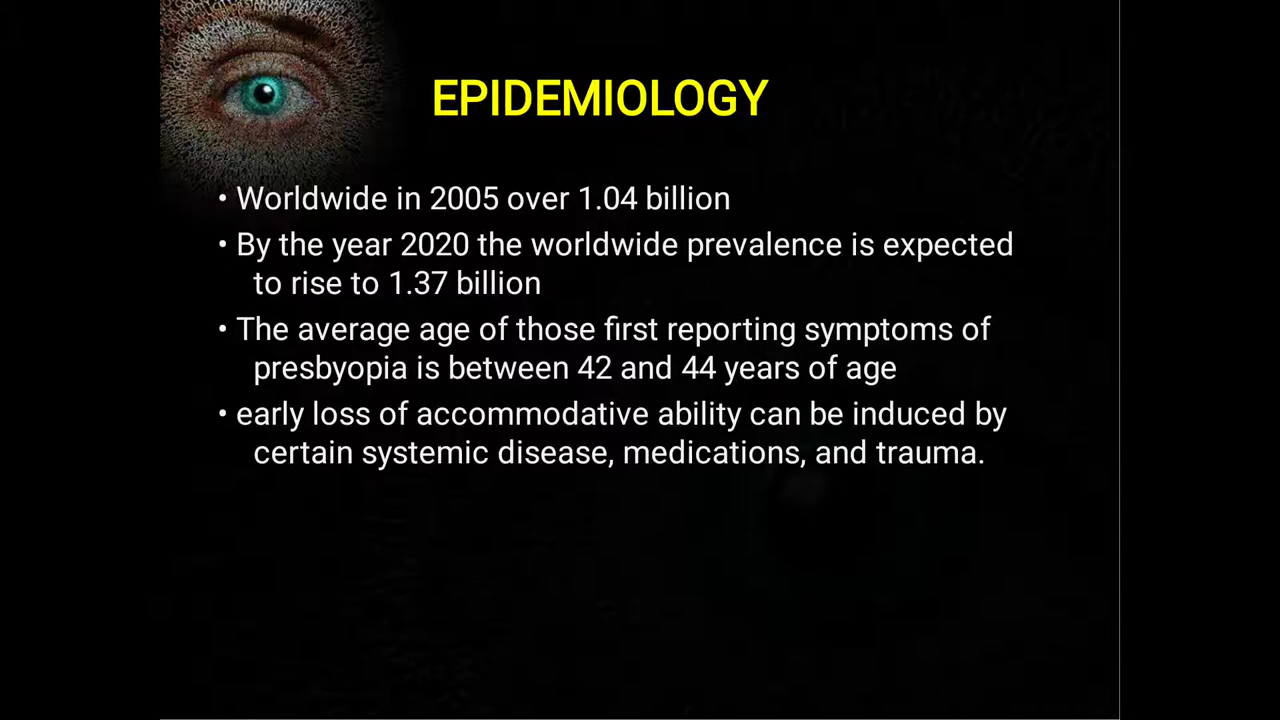 EPIDEMIOLOGY
• Worldwide in 2005 over 1.04 billion
• By the year 2020 the worldwide prevalence is expected
to rise to 1.37 billion
• The average age of those first reporting symptoms of
presbyopia is between 42 and 44 years of age
• early loss of accommodative ability can be induced by
certain systemic disease, medications, and trauma.